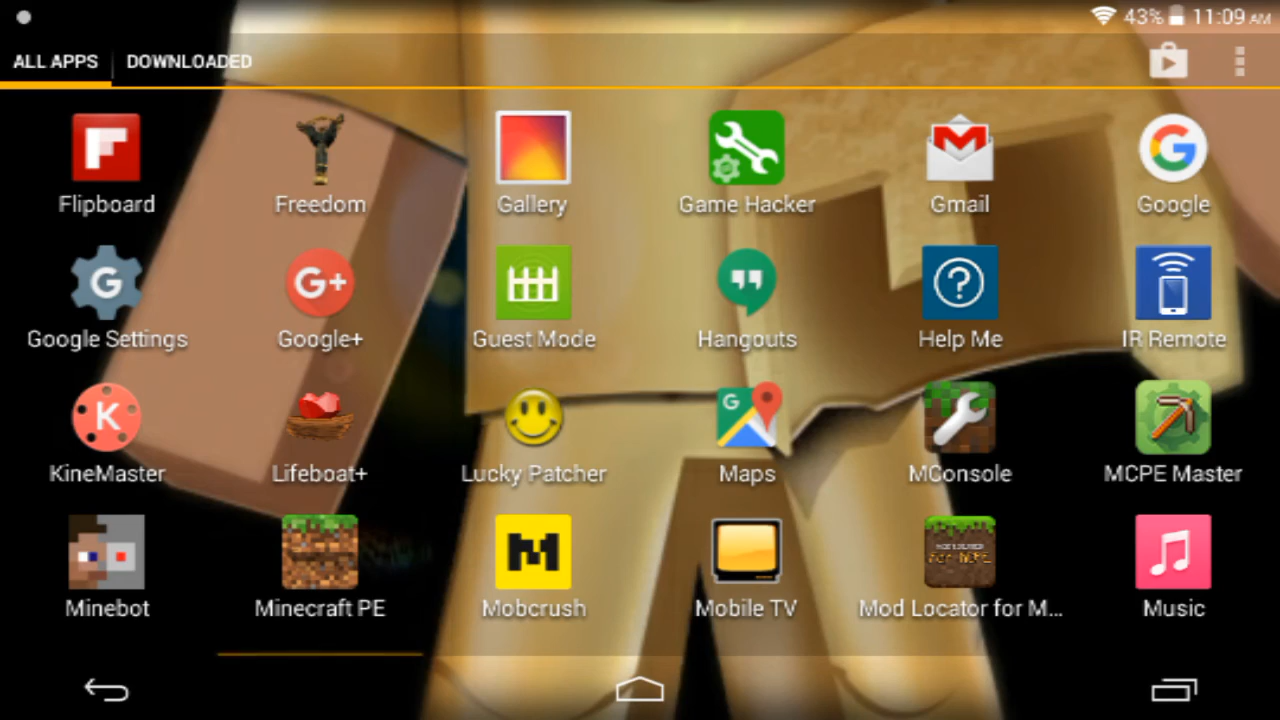 43% 11:09 AM
ALL APPS DOWNLOADED
Flipboard Freedom Gallery Game Hacker Gmail Google
Google Settings Google+ Guest Mode Hangouts Help Me IR Remote
KineMaster Lifeboat+ Lucky Patcher Maps MConsole MCPE Master
Minebot Minecraft PE Mobcrush Mobile TV Mod Locator for M... Music